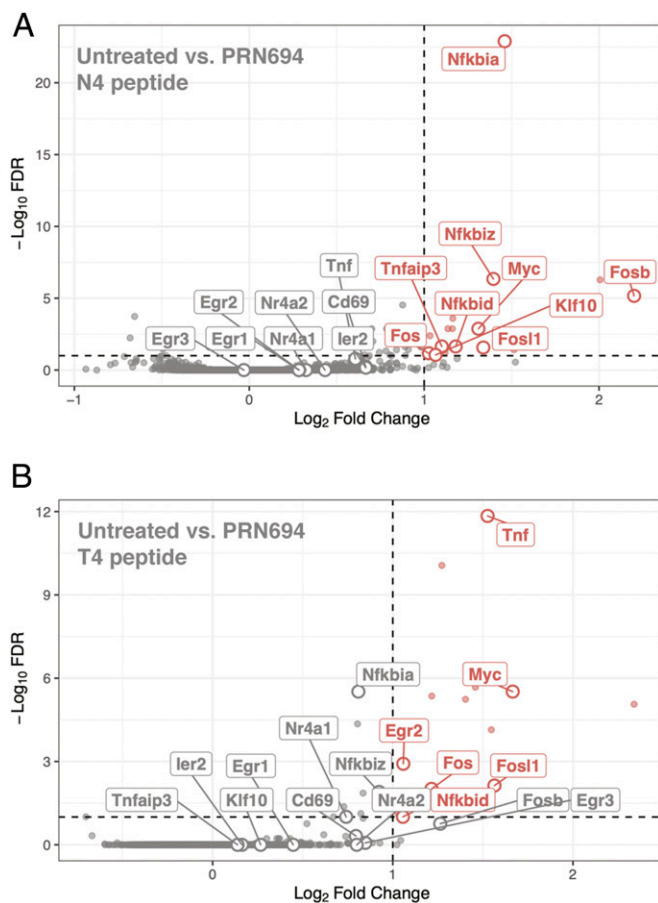 A
Untreated vs. PRN694
N4 peptide
Nfkbia
20
15
10
5
0
-Log10 FDR
Nfkbiz
Tnfaip3
Myc
Fosb
Tnf
Egr2
Nr4a2
Cd69
Nfkbid
Klf10
Fos
Fosl1
Egr3
Egr1
Nr4a1
Ier2
-1
0
1
2
Log2 Fold Change
B
Untreated vs. PRN694
T4 peptide
12
9
6
3
0
-Log10 FDR
Tnf
Nfkbia
Myc
Nr4a1
Egr2
Ier2
Egr1
Nfkbiz
Fos
Fosl1
Tnfaip3
Klf10
Cd69
Nr4a2
Nfkbid
Fosb
Egr3
0
1
2
Log2 Fold Change